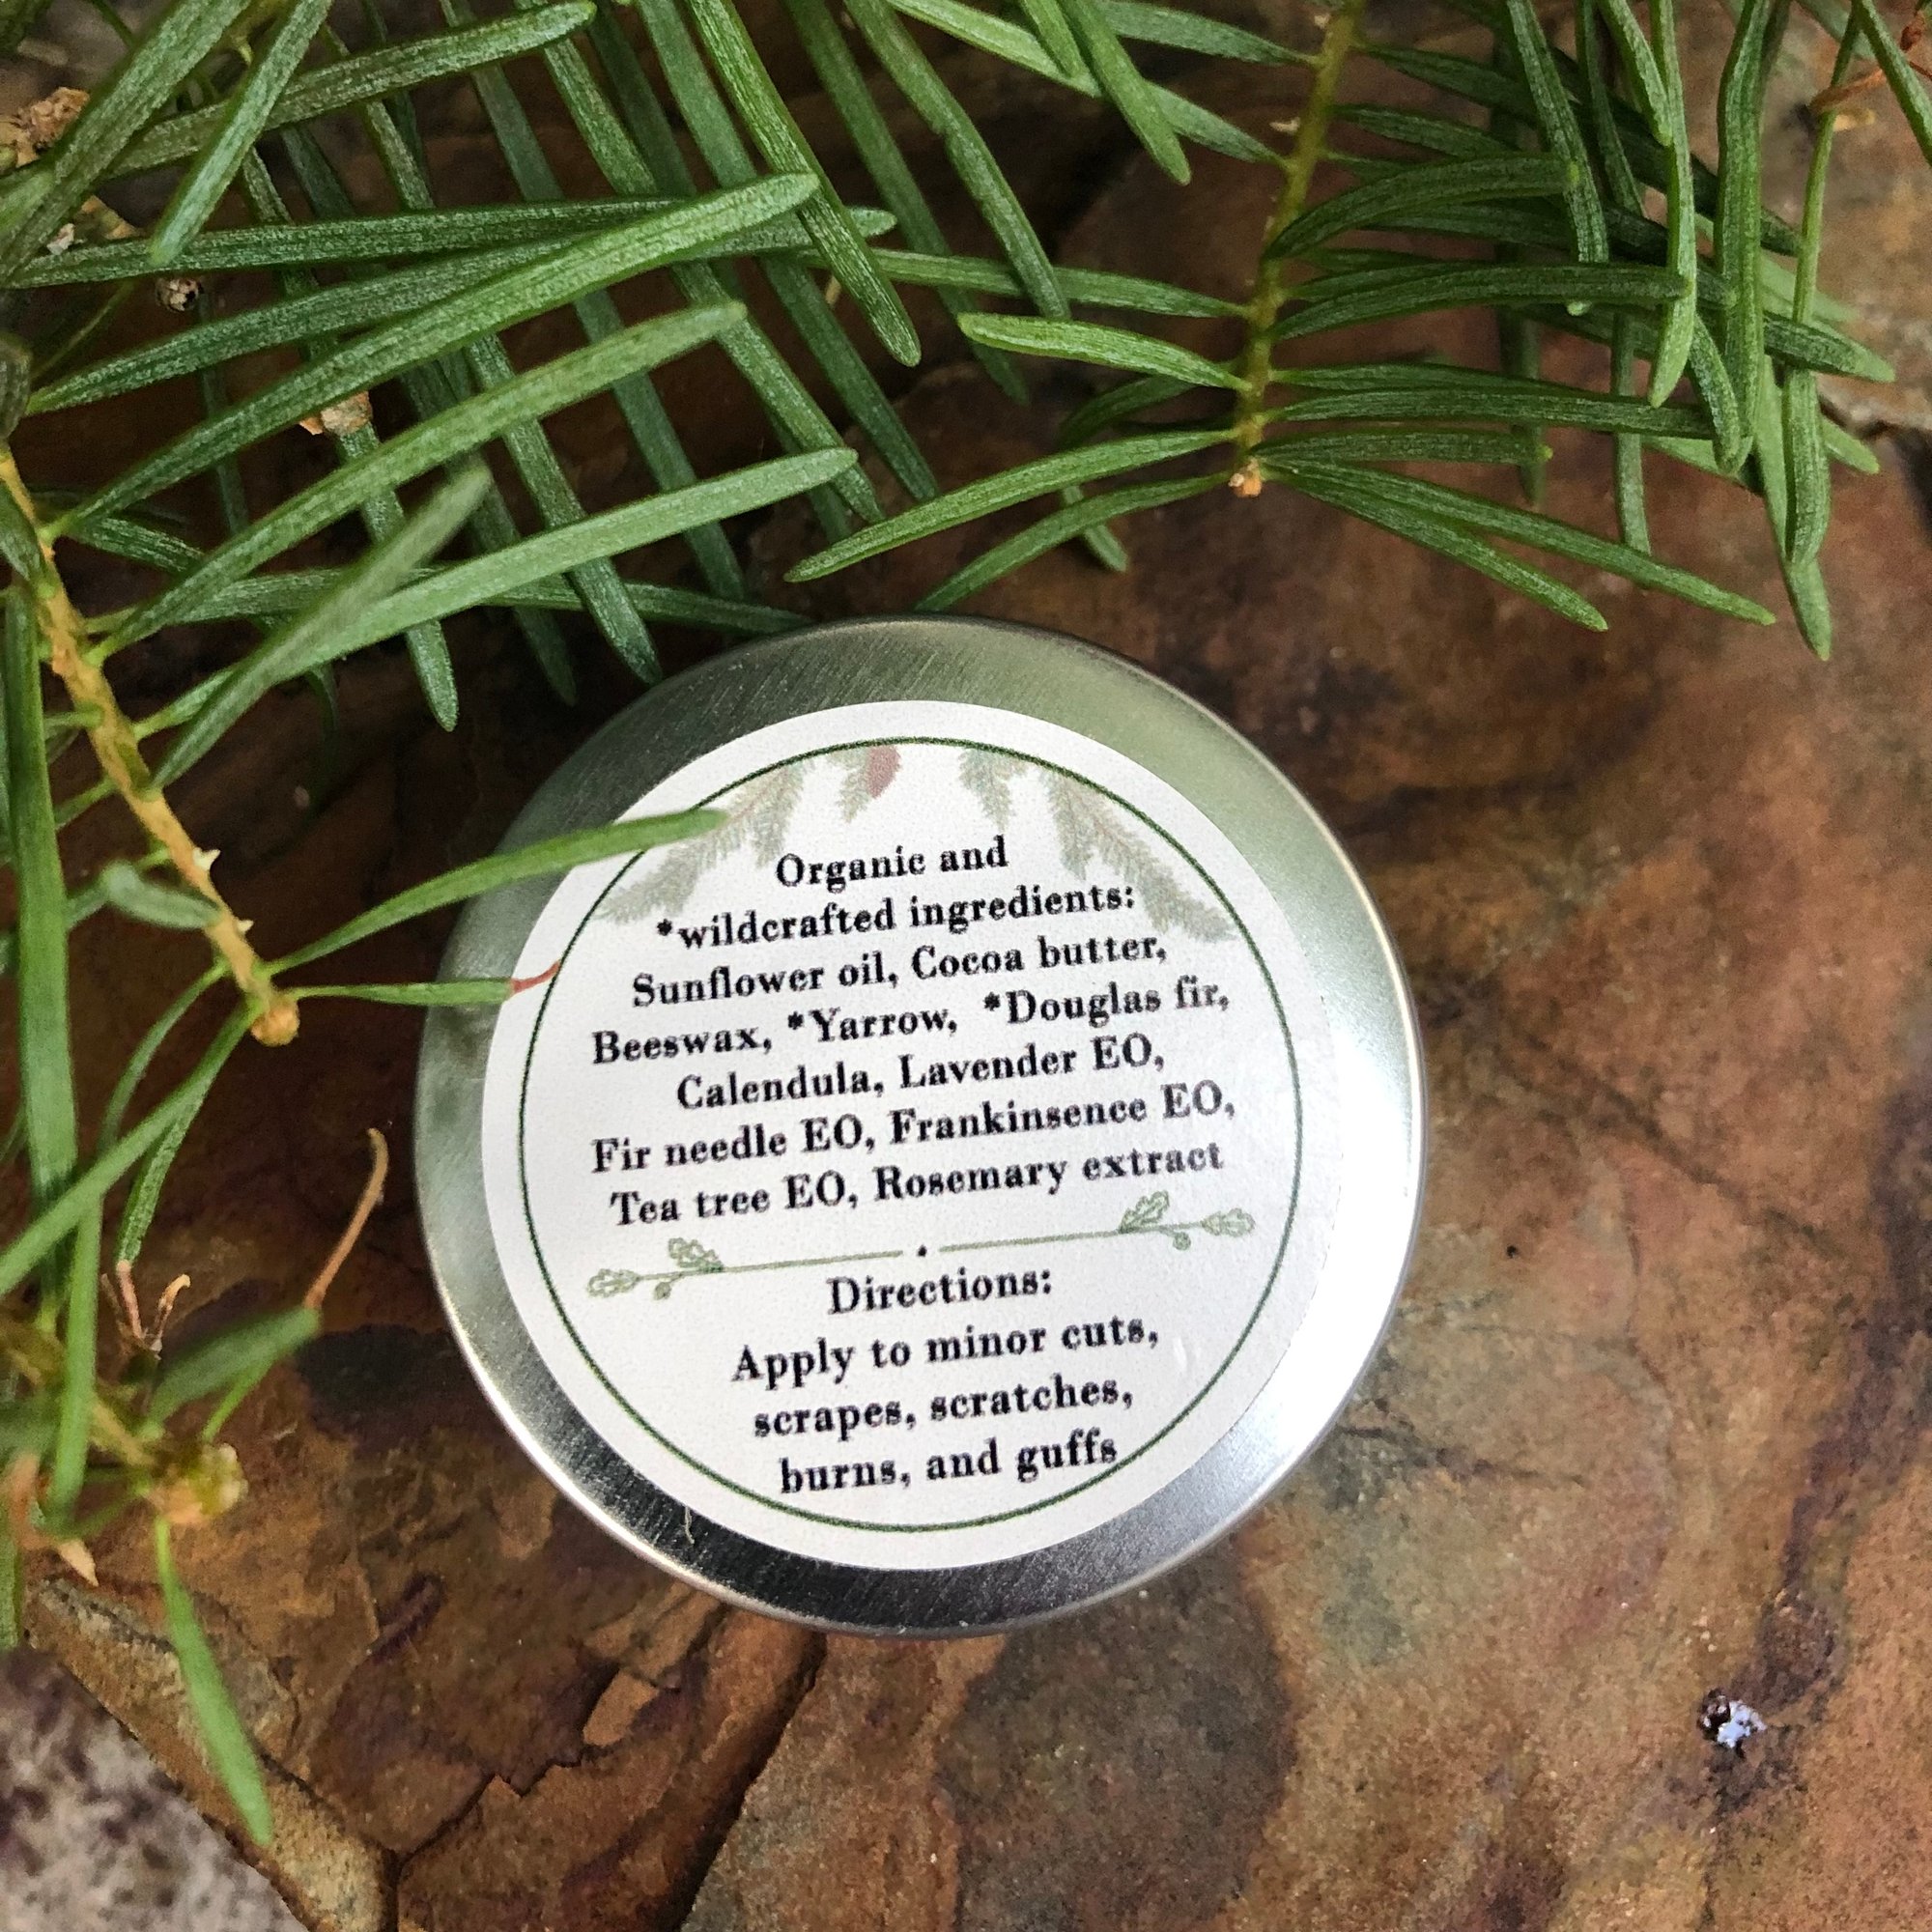 Organic and
*wildcrafted ingredients:
Sunflower oil, Cocoa butter,
Beeswax, *Yarrow, *Douglas fir,
Calendula, Lavender EO,
Fir needle EO, Frankinsence EO,
Tea tree EO, Rosemary extract
Directions:
Apply to minor cuts,
scrapes, scratches,
burns, and guffs